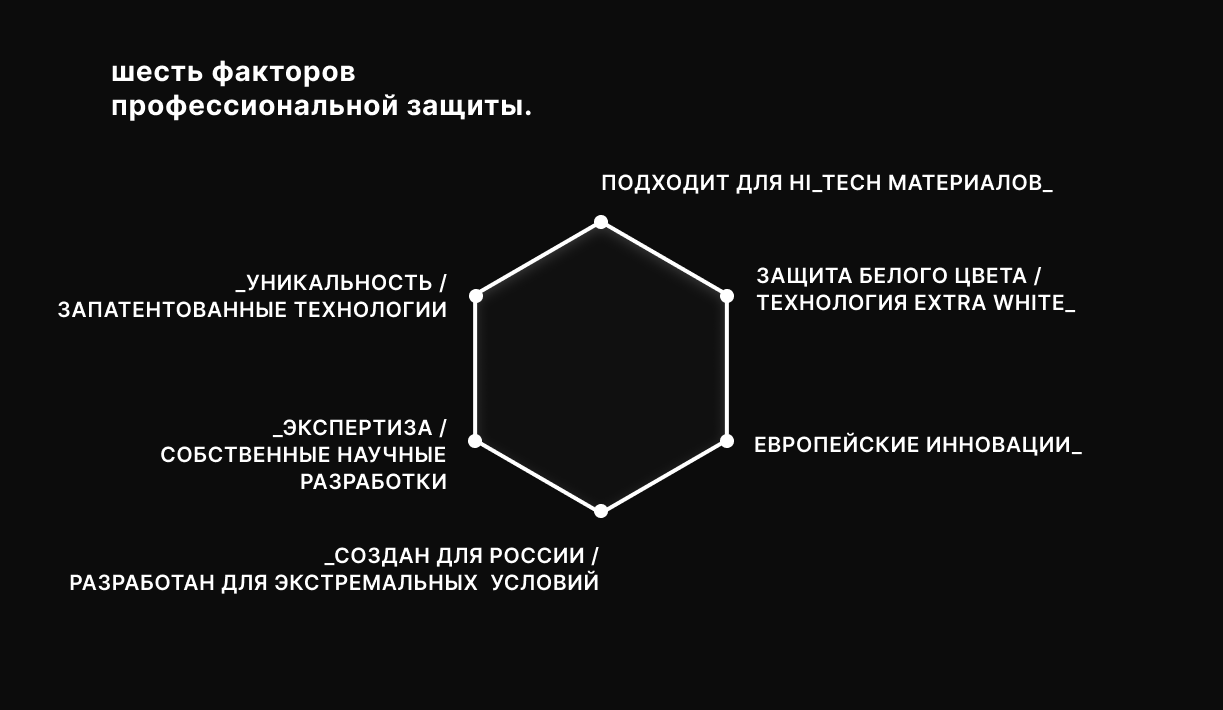 шесть факторов
профессиональной защиты.
ПОДХОДИТ ДЛЯ HI_TECH МАТЕРИАЛОВ_
ЗАЩИТА БЕЛОГО ЦВЕТА /
ТЕХНОЛОГИЯ EXTRA WHITE_
_УНИКАЛЬНОСТЬ /
ЗАПАТЕНТОВАННЫЕ ТЕХНОЛОГИИ
_ЭКСПЕРТИЗА /
СОБСТВЕННЫЕ НАУЧНЫЕ
РАЗРАБОТКИ
ЕВРОПЕЙСКИЕ ИННОВАЦИИ_
_СОЗДАН ДЛЯ РОССИИ /
РАЗРАБОТАН ДЛЯ ЭКСТРЕМАЛЬНЫХ  УСЛОВИЙ